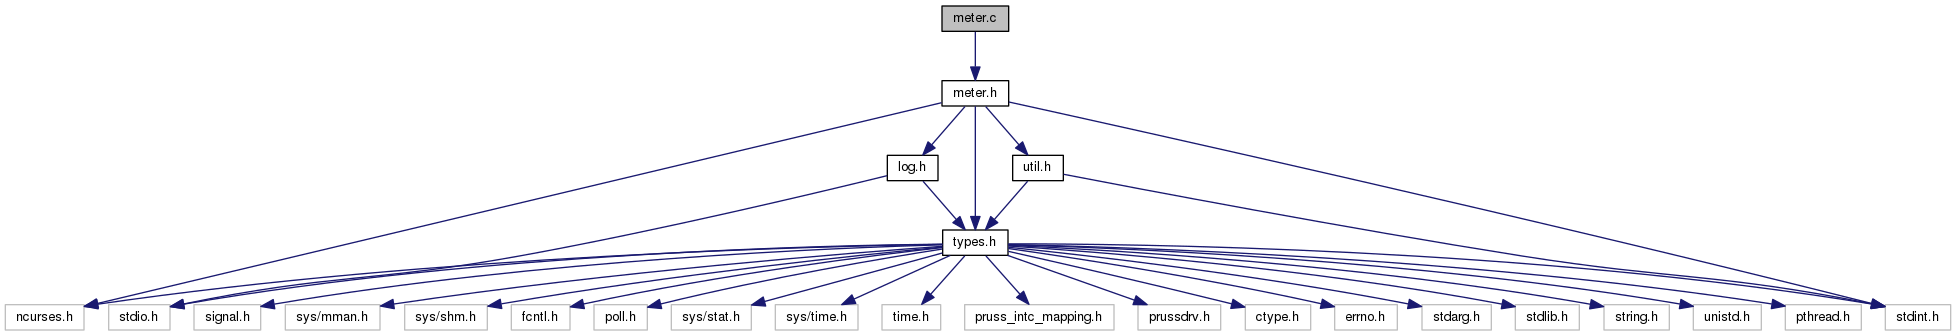 meter.c
meter.h
log.h
util.h
types.h
ncurses.h
stdio.h
signal.h
sys/mman.h
sys/shm.h
fcntl.h
poll.h
sys/stat.h
sys/time.h
time.h
pruss_intc_mapping.h
prussdrv.h
ctype.h
errno.h
stdarg.h
stdlib.h
string.h
unistd.h
pthread.h
stdint.h